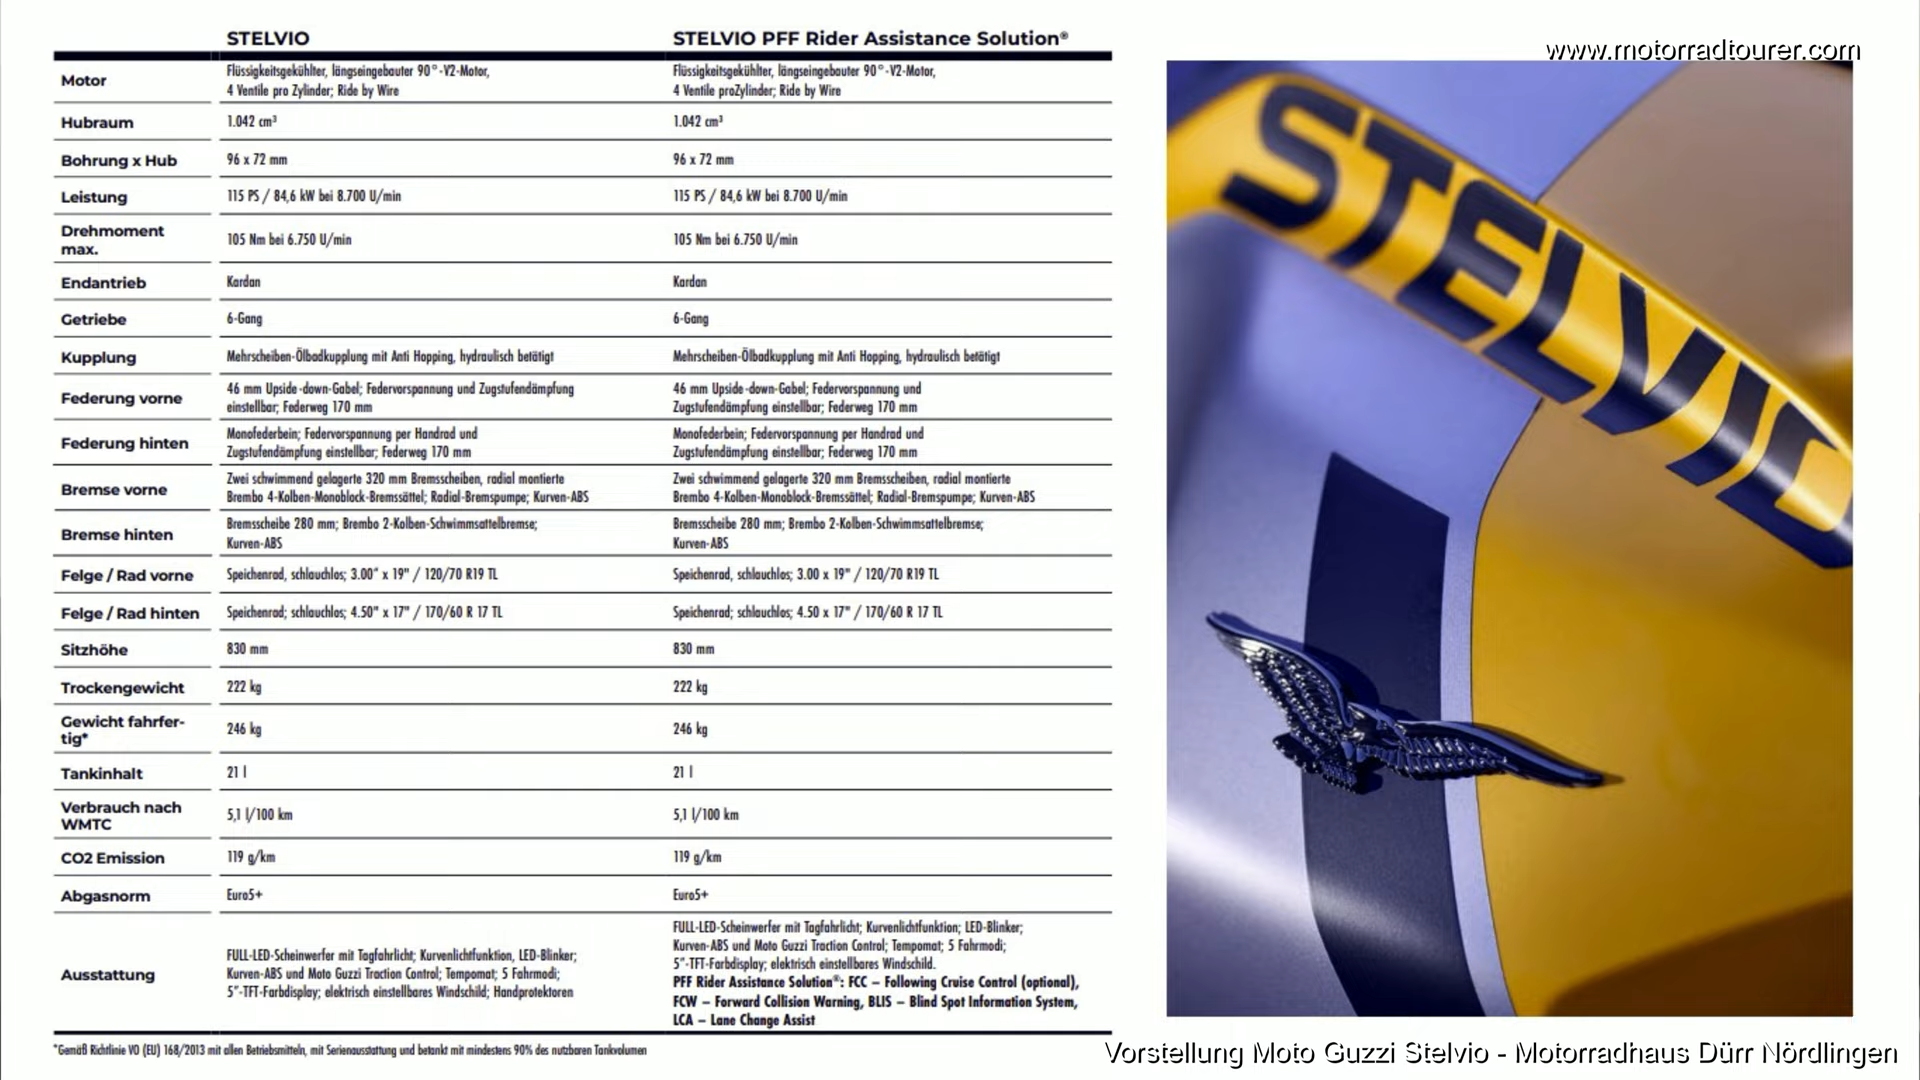 www.motorradtourer.com
STELVIO
STELVIO PFF Rider Assistance Solution®
Motor
Flüssigkeitsgekühlter, längseingebauter 90°-V2-Motor,
4 Ventile pro Zylinder; Ride by Wire
Flüssigkeitsgekühlter, längseingebauter 90°-V2-Motor,
4 Ventile proZylinder; Ride by Wire
Hubraum
1.042 cm³
1.042 cm³
Bohrung x Hub
96 x 72 mm
96 x 72 mm
Leistung
115 PS / 84,6 kW bei 8.700 U/min
115 PS / 84,6 kW bei 8.700 U/min
Drehmoment
max.
105 Nm bei 6.750 U/min
105 Nm bei 6.750 U/min
Endantrieb
Kardan
Kardan
Getriebe
6-Gang
6-Gang
Kupplung
Mehrscheiben-Ölbadkupplung mit Anti Hopping, hydraulisch betätigt
Mehrscheiben-Ölbadkupplung mit Anti Hopping, hydraulisch betätigt
Federung vorne
46 mm Upside-down-Gabel; Federvorspannung und Zugstufendämpfung
einstellbar; Federweg 170 mm
46 mm Upside-down-Gabel; Federvorspannung und
Zugstufendämpfung einstellbar; Federweg 170 mm
Federung hinten
Monofederbein; Federvorspannung per Handrad und
Zugstufendämpfung einstellbar; Federweg 170 mm
Monofederbein; Federvorspannung per Handrad und
Zugstufendämpfung einstellbar; Federweg 170 mm
Bremse vorne
Zwei schwimmend gelagerte 320 mm Bremsscheiben, radial montierte
Brembo 4-Kolben-Monoblock-Bremssättel; Radial-Bremspumpe; Kurven-ABS
Zwei schwimmend gelagerte 320 mm Bremsscheiben, radial montierte
Brembo 4-Kolben-Monoblock-Bremssättel; Radial-Bremspumpe; Kurven-ABS
Bremse hinten
Bremsscheibe 280 mm; Brembo 2-Kolben-Schwimmsattelbremse;
Kurven-ABS
Bremsscheibe 280 mm; Brembo 2-Kolben-Schwimmsattelbremse;
Kurven-ABS
Felge / Rad vorne
Speichenrad, schlauchlos; 3.00" x 19" / 120/70 R19 TL
Speichenrad, schlauchlos; 3.00 x 19" / 120/70 R19 TL
Felge / Rad hinten
Speichenrad; schlauchlos; 4.50" x 17" / 170/60 R 17 TL
Speichenrad; schlauchlos; 4.50 x 17" / 170/60 R 17 TL
Sitzhöhe
830 mm
830 mm
Trockengewicht
222 kg
222 kg
Gewicht fahrfer-
tig*
246 kg
246 kg
Tankinhalt
21 l
21 l
Verbrauch nach
WMTC
5,1 l/100 km
5,1 l/100 km
CO2 Emission
119 g/km
119 g/km
Abgasnorm
Euro5+
Euro5+
Ausstattung
FULL-LED-Scheinwerfer mit Tagfahrlicht; Kurvenlichtfunktion, LED-Blinker;
Kurven-ABS und Moto Guzzi Traction Control; Tempomat; 5 Fahrmodi;
5"-TFT-Farbdisplay; elektrisch einstellbares Windschild; Handprotektoren
FULL-LED-Scheinwerfer mit Tagfahrlicht; Kurvenlichtfunktion; LED-Blinker;
Kurven-ABS und Moto Guzzi Traction Control; Tempomat; 5 Fahrmodi;
5"-TFT-Farbdisplay; elektrisch einstellbares Windschild.
PFF Rider Assistance Solution®: FCC – Following Cruise Control (optional),
FCW – Forward Collision Warning, BLIS – Blind Spot Information System,
LCA – Lane Change Assist
*Gemäß Richtlinie VO (EU) 168/2013 mit allen Betriebsmitteln, mit Serienausstattung und betankt mit mindestens 90% des nutzbaren Tankvolumen
STELVIO
Vorstellung Moto Guzzi Stelvio - Motorradhaus Dürr Nördlingen